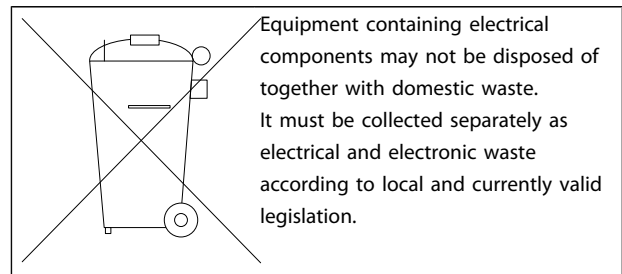 Equipment containing electrical
components may not be disposed of
together with domestic waste.
It must be collected separately as
electrical and electronic waste
according to local and currently valid
legislation.